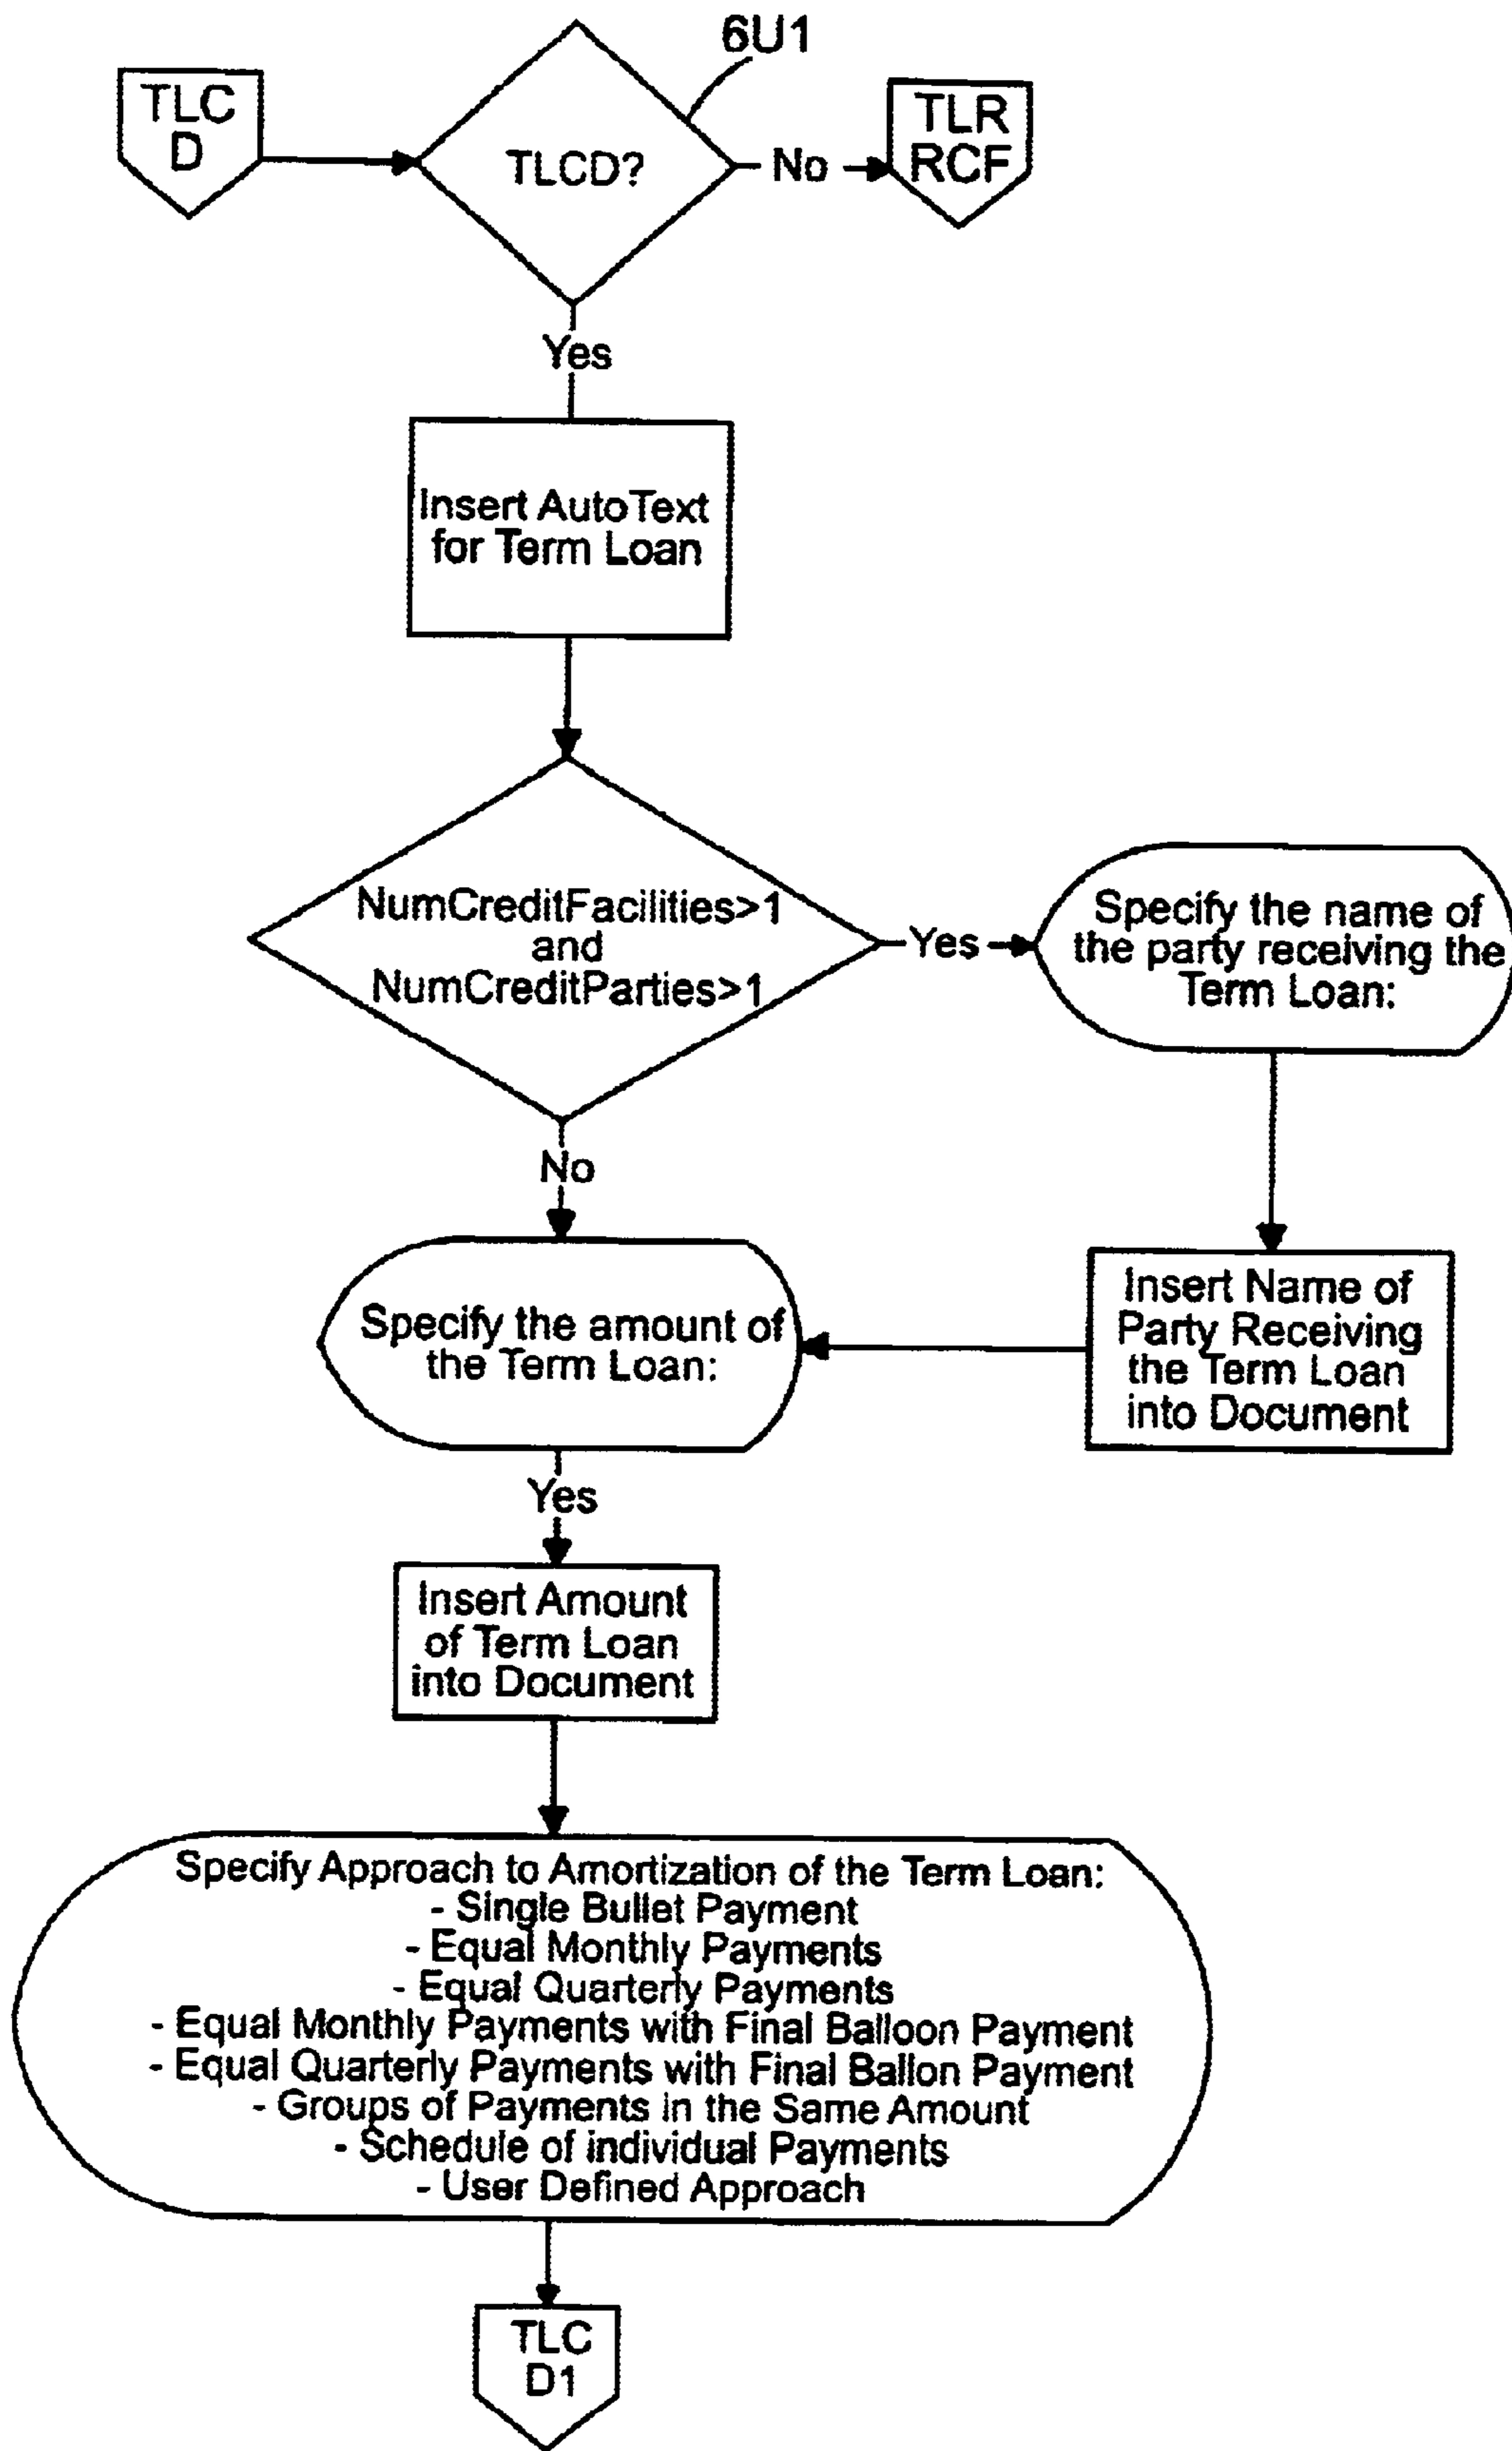 6U1
TLC
D
TLCD?
No
TLR
RCF
Yes
Insert AutoText
for Term Loan
NumCreditFacilities>1
and
NumCreditParties>1
Yes
Specify the name of
the party receiving the
Term Loan:
No
Insert Name of
Party Receiving
the Term Loan
into Document
Specify the amount of
the Term Loan:
Yes
Insert Amount
of Term Loan
into Document
Specify Approach to Amortization of the Term Loan:
- Single Bullet Payment
- Equal Monthly Payments
- Equal Quarterly Payments
- Equal Monthly Payments with Final Balloon Payment
- Equal Quarterly Payments with Final Ballon Payment
- Groups of Payments in the Same Amount
- Schedule of individual Payments
- User Defined Approach
TLC
D1